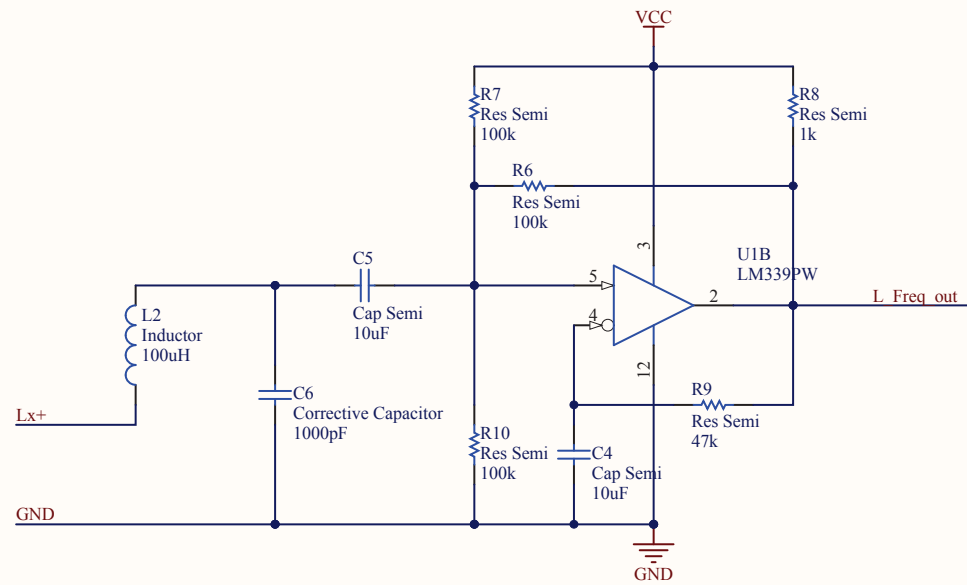 VCC
R7
Res Semi
100k
R8
Res Semi
1k
R6
Res Semi
100k
3
U1B
LM339PW
C5
Cap Semi
10uF
5
4
2
L_Freq_out
12
L2
Inductor
100uH
Lx+
C6
Corrective Capacitor
1000pF
R9
Res Semi
47k
R10
Res Semi
100k
C4
Cap Semi
10uF
GND
GND